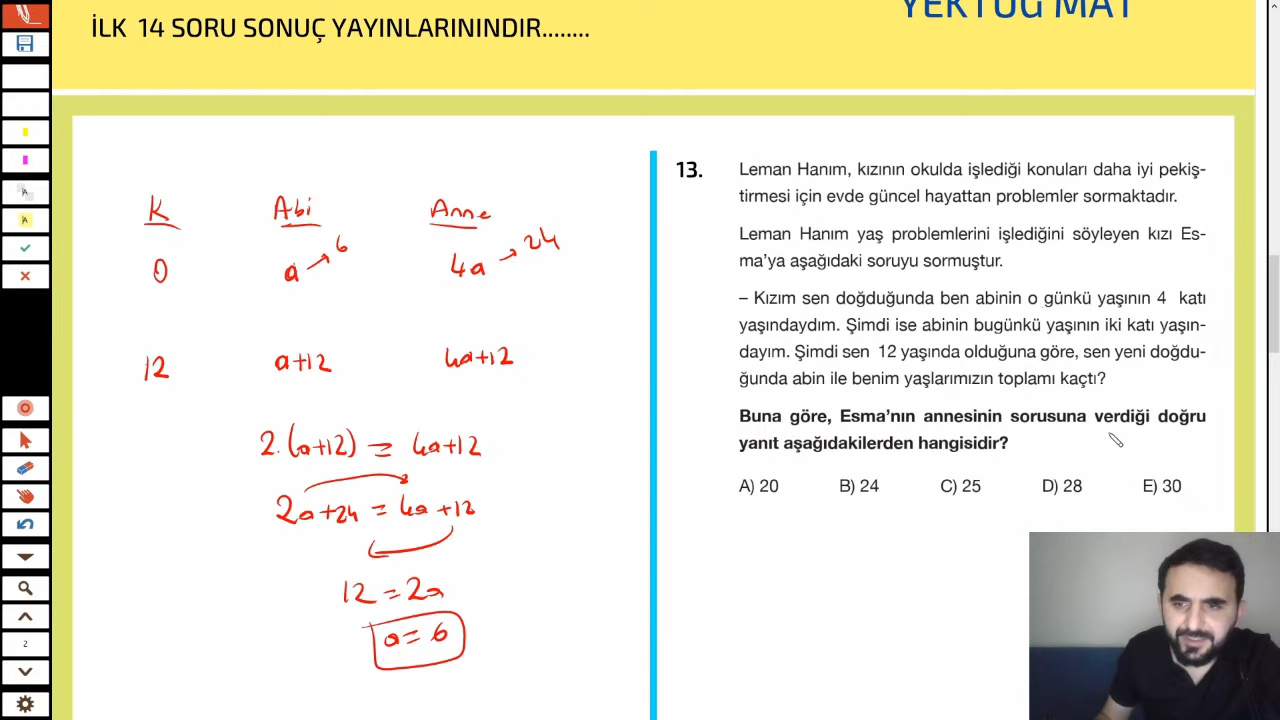 YEKTUĞ MAT
İLK 14 SORU SONUÇ YAYINLARININDIR........
K Abi Anne
0 a → 6 4a → 24
12 a+12 4a+12
2.(a+12) = 4a+12
2a+24 = 4a+12
12 = 2a
a = 6
13. Leman Hanım, kızının okulda işlediği konuları daha iyi pekiş-
tirmesi için evde güncel hayattan problemler sormaktadır.
Leman Hanım yaş problemlerini işlediğini söyleyen kızı Es-
ma'ya aşağıdaki soruyu sormuştur.
– Kızım sen doğduğunda ben abinin o günkü yaşının 4 katı
yaşındaydım. Şimdi ise abinin bugünkü yaşının iki katı yaşın-
dayım. Şimdi sen 12 yaşında olduğuna göre, sen yeni doğdu-
ğunda abin ile benim yaşlarımızın toplamı kaçtı?
Buna göre, Esma'nın annesinin sorusuna verdiği doğru
yanıt aşağıdakilerden hangisidir?
A) 20 B) 24 C) 25 D) 28 E) 30
2